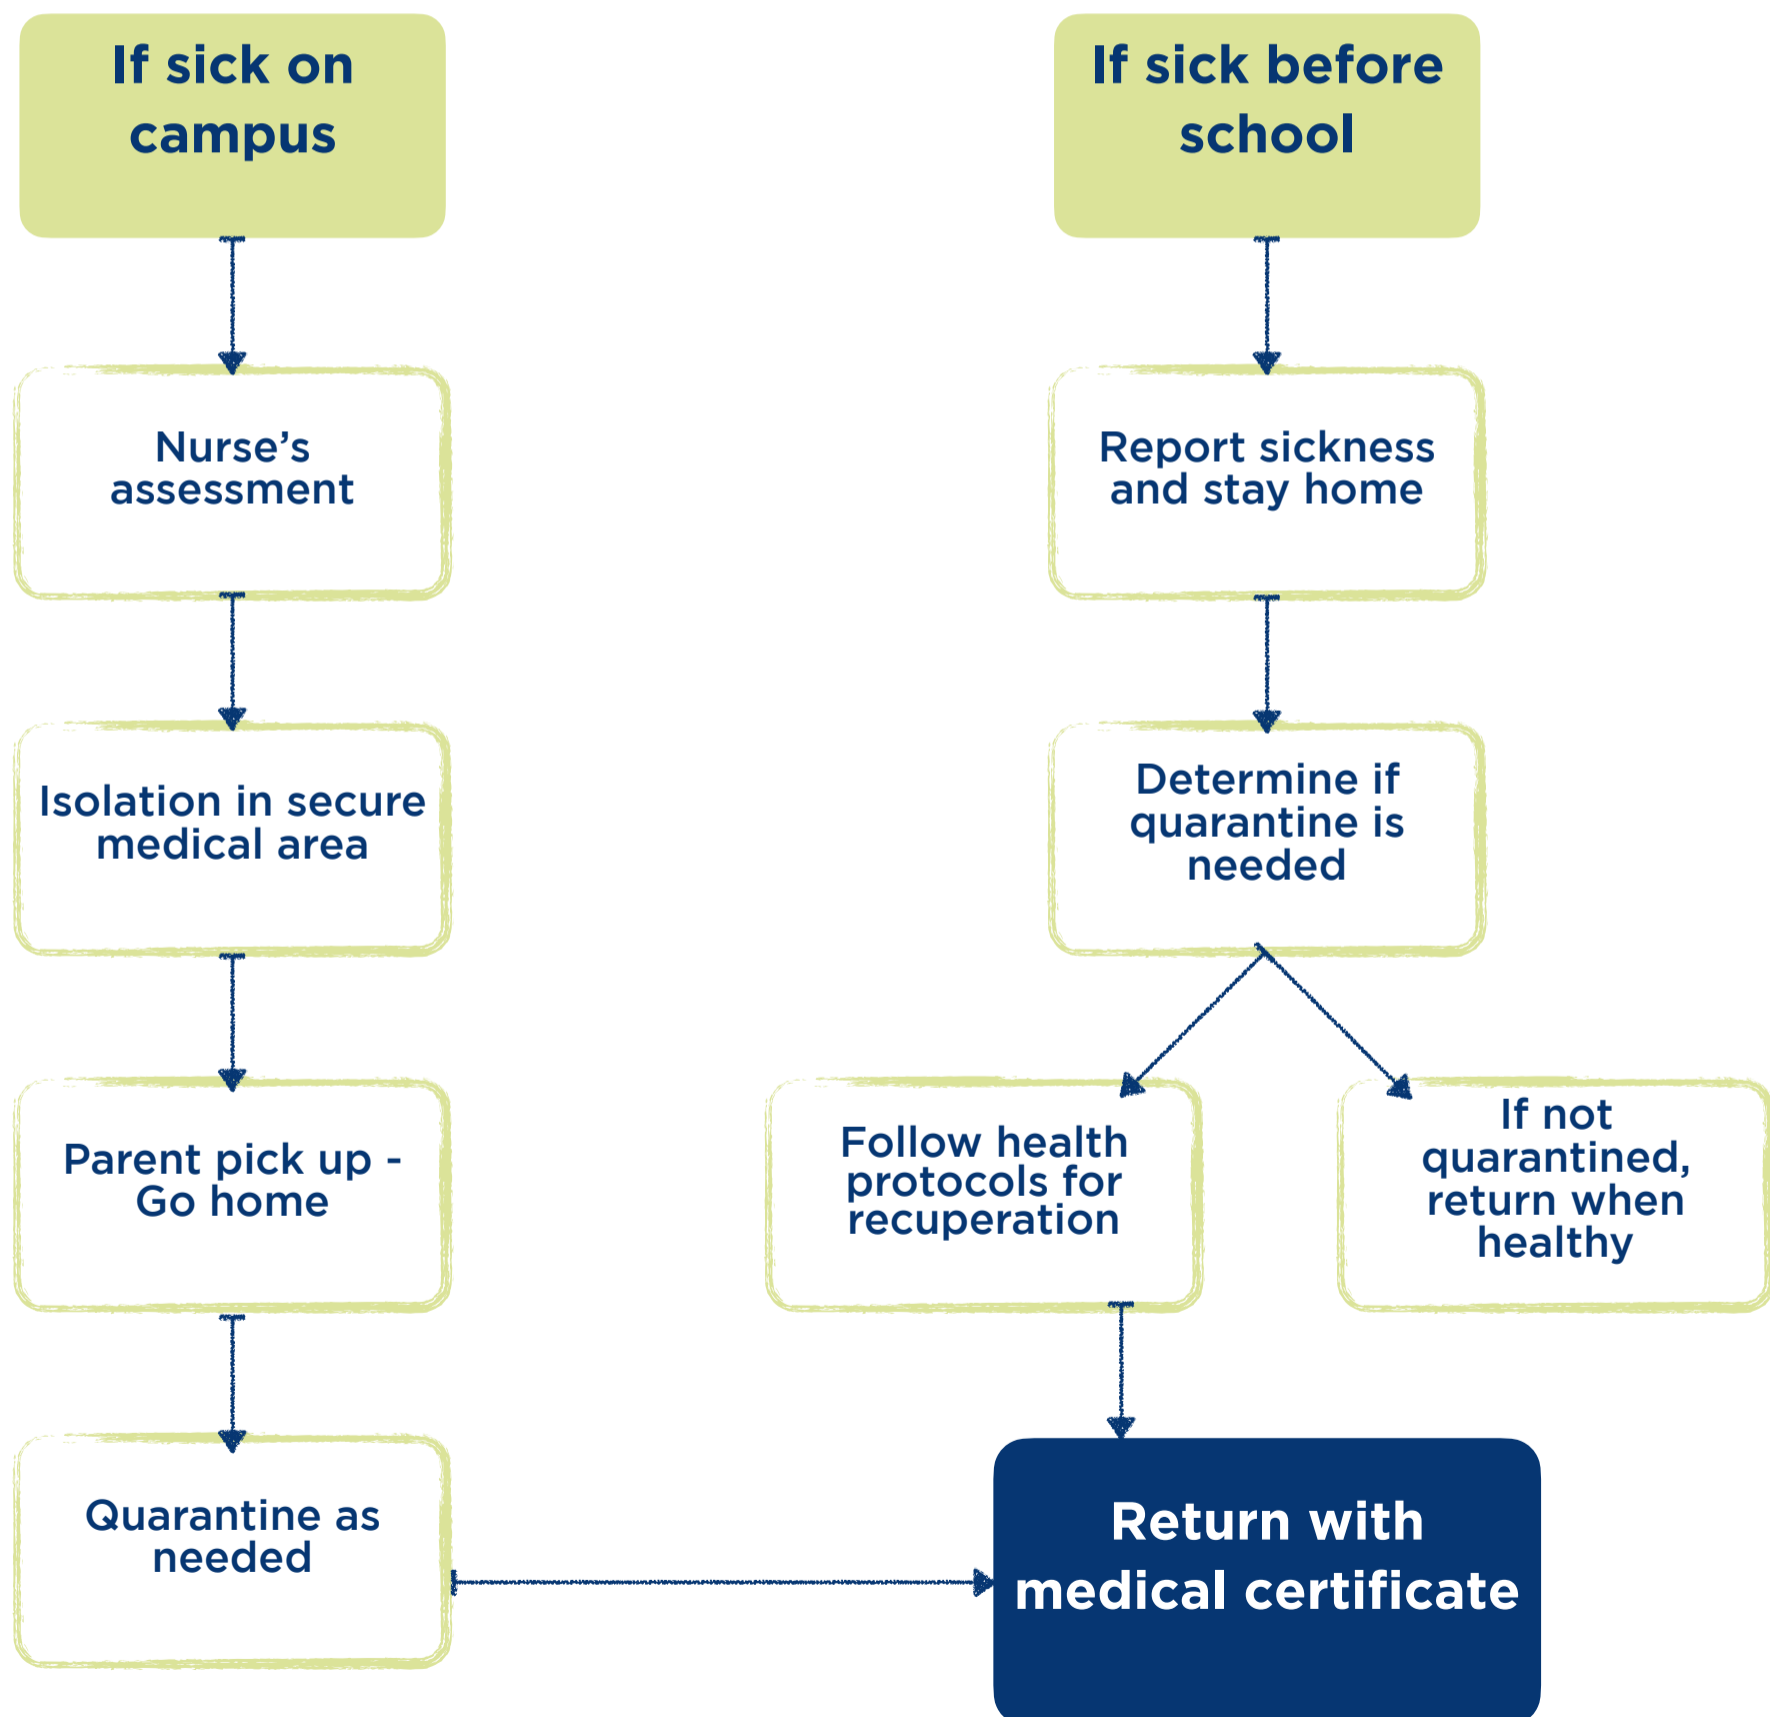 If sick on
campus
Nurse’s
assessment
Isolation in secure
medical area
Parent pick up -
Go home
Quarantine as
needed
If sick before
school
Report sickness
and stay home
Determine if
quarantine is
needed
Follow health
protocols for
recuperation
If not
quarantined,
return when
healthy
Return with
medical certificate